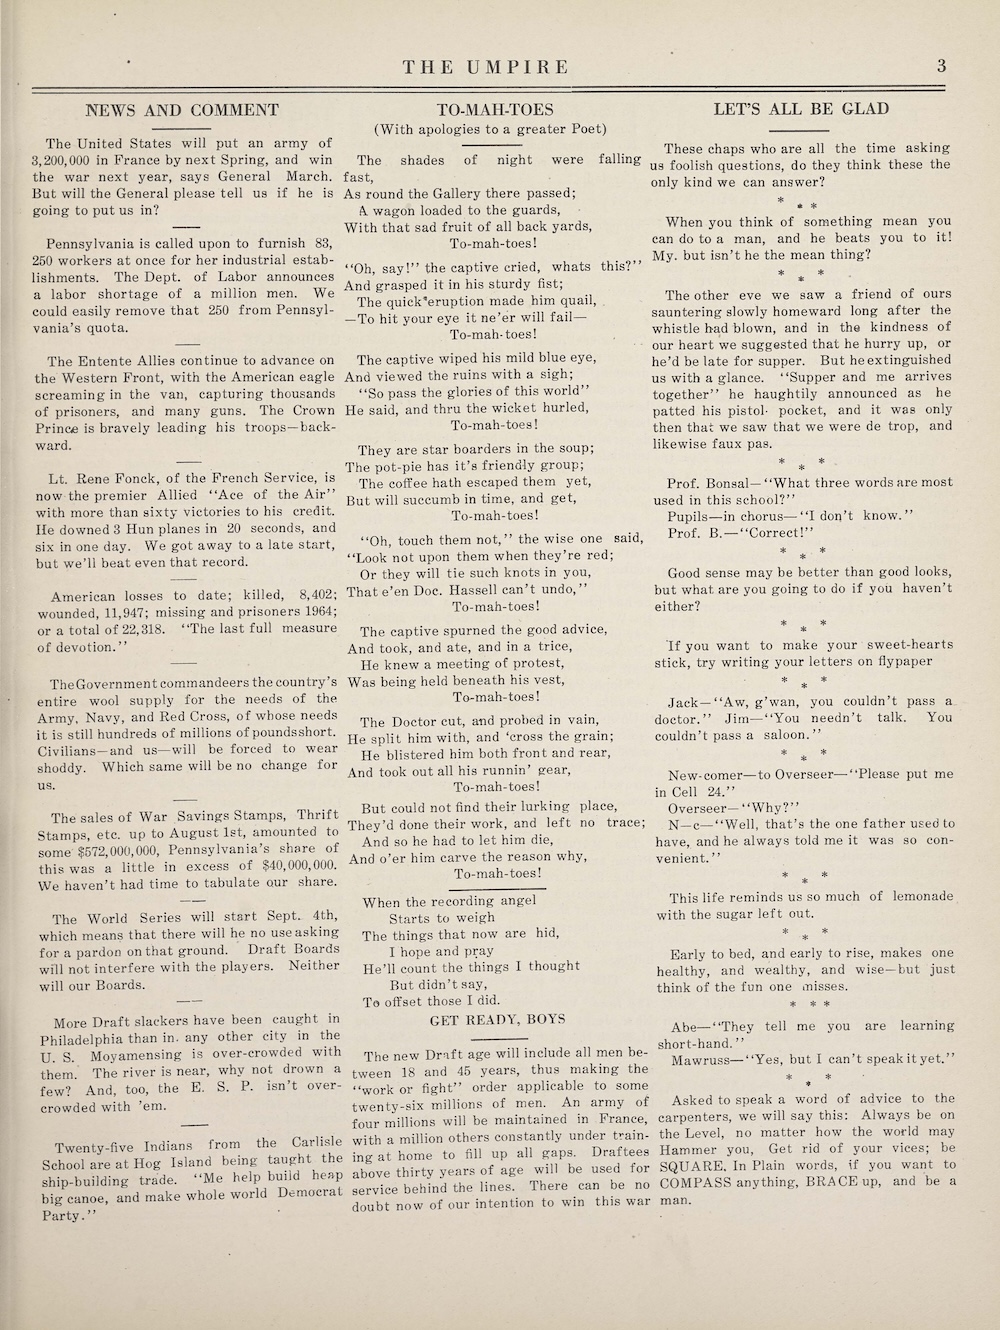 THE UMPIRE
3
NEWS AND COMMENT
The United States will put an army of
3,200,000 in France by next Spring, and win
the war next year, says General March.
But will the General please tell us if he is
going to put us in?
Pennsylvania is called upon to furnish 83,
250 workers at once for her industrial estab-
lishments. The Dept. of Labor announces
a labor shortage of a million men. We
could easily remove that 250 from Pennsyl-
vania's quota.
The Entente Allies continue to advance on
the Western Front, with the American eagle
screaming in the van, capturing thousands
of prisoners, and many guns. The Crown
Prince is bravely leading his troops—back-
ward.
Lt. Rene Fonck, of the French Service, is
now the premier Allied "Ace of the Air"
with more than sixty victories to his credit.
He downed 3 Hun planes in 20 seconds, and
six in one day. We got away to a late start,
but we'll beat even that record.
American losses to date; killed, 8,402;
wounded, 11,947; missing and prisoners 1964;
or a total of 22,318. "The last full measure
of devotion."
The Government commandeers the country's
entire wool supply for the needs of the
Army, Navy, and Red Cross, of whose needs
it is still hundreds of millions of pounds short.
Civilians—and us—will be forced to wear
shoddy. Which same will be no change for
us.
The sales of War Savings Stamps, Thrift
Stamps, etc. up to August 1st, amounted to
some $572,000,000, Pennsylvania's share of
this was a little in excess of $40,000,000.
We haven't had time to tabulate our share.
The World Series will start Sept. 4th,
which means that there will he no use asking
for a pardon on that ground. Draft Boards
will not interfere with the players. Neither
will our Boards.
More Draft slackers have been caught in
Philadelphia than in any other city in the
U. S. Moyamensing is over-crowded with
them. The river is near, why not drown a
few? And, too, the E. S. P. isn't over-
crowded with 'em.
Twenty-five Indians from the Carlisle
School are at Hog Island being taught the
ship-building trade. "Me help build heap
big canoe, and make whole world Democrat
Party."
TO-MAH-TOES
(With apologies to a greater Poet)
The shades of night were falling
fast,
As round the Gallery there passed;
A wagon loaded to the guards,
With that sad fruit of all back yards,
To-mah-toes!
"Oh, say!" the captive cried, whats this?"
And grasped it in his sturdy fist;
The quick eruption made him quail,
—To hit your eye it ne'er will fail—
To-mah-toes!
The captive wiped his mild blue eye,
And viewed the ruins with a sigh;
"So pass the glories of this world"
He said, and thru the wicket hurled,
To-mah-toes!
They are star boarders in the soup;
The pot-pie has it's friendly group;
The coffee hath escaped them yet,
But will succumb in time, and get,
To-mah-toes!
"Oh, touch them not," the wise one said,
"Look not upon them when they're red;
Or they will tie such knots in you,
That e'en Doc. Hassell can't undo,"
To-mah-toes!
The captive spurned the good advice,
And took, and ate, and in a trice,
He knew a meeting of protest,
Was being held beneath his vest,
To-mah-toes!
The Doctor cut, and probed in vain,
He split him with, and 'cross the grain;
He blistered him both front and rear,
And took out all his runnin' gear,
To-mah-toes!
But could not find their lurking place,
They'd done their work, and left no trace;
And so he had to let him die,
And o'er him carve the reason why,
To-mah-toes!
When the recording angel
Starts to weigh
The things that now are hid,
I hope and pray
He'll count the things I thought
But didn't say,
To offset those I did.
GET READY, BOYS
The new Draft age will include all men be-
tween 18 and 45 years, thus making the
"work or fight" order applicable to some
twenty-six millions of men. An army of
four millions will be maintained in France,
with a million others constantly under train-
ing at home to fill up all gaps. Draftees
above thirty years of age will be used for
service behind the lines. There can be no
doubt now of our intention to win this war
LET'S ALL BE GLAD
These chaps who are all the time asking
us foolish questions, do they think these the
only kind we can answer?
* * *
When you think of something mean you
can do to a man, and he beats you to it!
My. but isn't he the mean thing?
* * *
The other eve we saw a friend of ours
sauntering slowly homeward long after the
whistle had blown, and in the kindness of
our heart we suggested that he hurry up, or
he'd be late for supper. But he extinguished
us with a glance. "Supper and me arrives
together" he haughtily announced as he
patted his pistol- pocket, and it was only
then that we saw that we were de trop, and
likewise faux pas.
* * *
Prof. Bonsal—"What three words are most
used in this school?"
Pupils—in chorus—"I don't know."
Prof. B.—"Correct!"
* * *
Good sense may be better than good looks,
but what are you going to do if you haven't
either?
* * *
If you want to make your sweet-hearts
stick, try writing your letters on flypaper
* * *
Jack—"Aw, g'wan, you couldn't pass a
doctor." Jim—"You needn't talk. You
couldn't pass a saloon."
* * *
New-comer—to Overseer—"Please put me
in Cell 24."
Overseer—"Why?"
N—c—"Well, that's the one father used to
have, and he always told me it was so con-
venient."
* * *
This life reminds us so much of lemonade
with the sugar left out.
* * *
Early to bed, and early to rise, makes one
healthy, and wealthy, and wise—but just
think of the fun one misses.
* * *
Abe—"They tell me you are learning
short-hand."
Mawruss—"Yes, but I can't speak it yet."
* * *
Asked to speak a word of advice to the
carpenters, we will say this: Always be on
the Level, no matter how the world may
Hammer you, Get rid of your vices; be
SQUARE, In Plain words, if you want to
COMPASS anything, BRACE up, and be a
man.